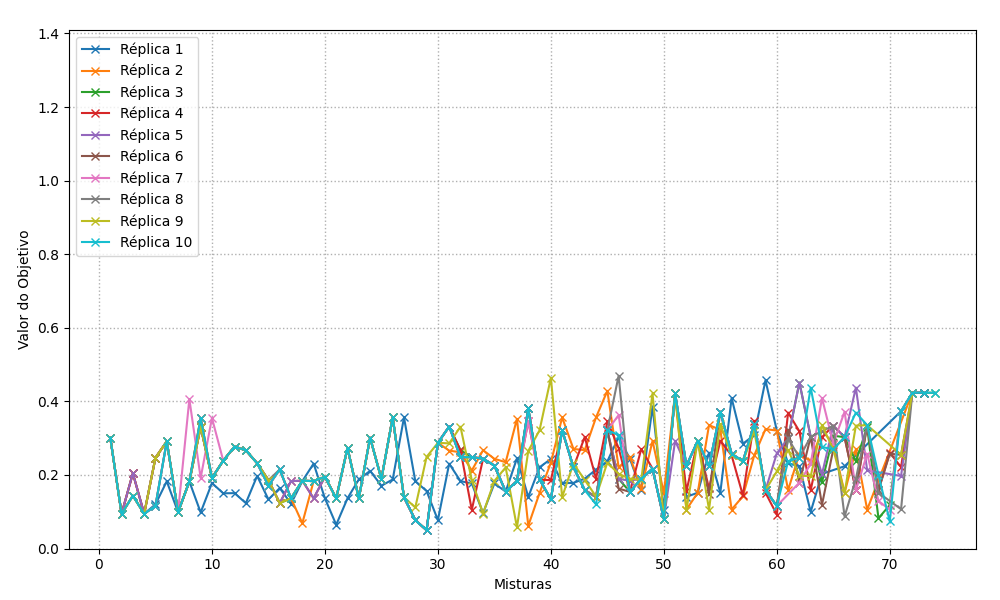 1.4
1.2
1.0
0.8
0.6
0.4
0.2
0.0
Valor do Objetivo
Réplica 1
Réplica 2
Réplica 3
Réplica 4
Réplica 5
Réplica 6
Réplica 7
Réplica 8
Réplica 9
Réplica 10
0 10 20 30 40 50 60 70
Misturas